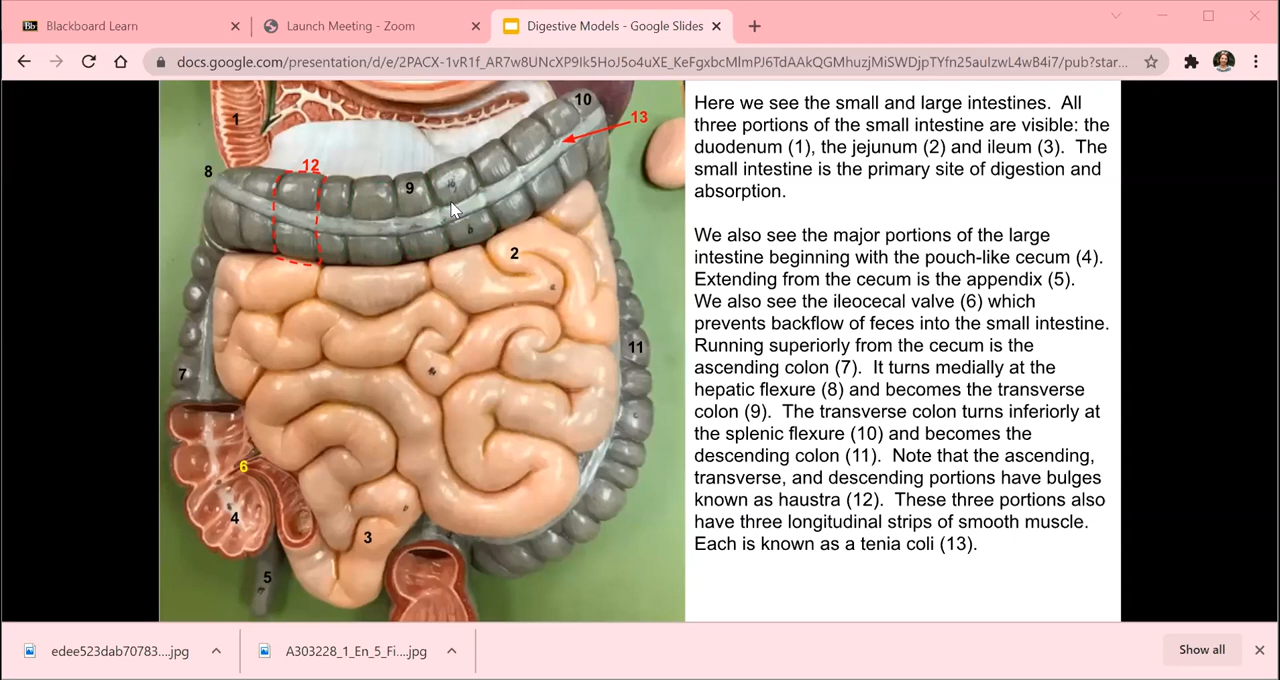 Blackboard Learn
Launch Meeting - Zoom
Digestive Models - Google Slides
docs.google.com/presentation/d/e/2PACX-1vR1f_AR7w8UNcXP9Ik5HoJ5o4uXE_KeFgxbcMlmPJ6TdAAkQGMhuzjMiSWDjpTYfn25auIzwL4wB4i7/pub?star...
1
10
13
12
8
9
2
11
7
6
4
3
5
Here we see the small and large intestines. All
three portions of the small intestine are visible: the
duodenum (1), the jejunum (2) and ileum (3). The
small intestine is the primary site of digestion and
absorption.
We also see the major portions of the large
intestine beginning with the pouch-like cecum (4).
Extending from the cecum is the appendix (5).
We also see the ileocecal valve (6) which
prevents backflow of feces into the small intestine.
Running superiorly from the cecum is the
ascending colon (7). It turns medially at the
hepatic flexure (8) and becomes the transverse
colon (9). The transverse colon turns inferiorly at
the splenic flexure (10) and becomes the
descending colon (11). Note that the ascending,
transverse, and descending portions have bulges
known as haustra (12). These three portions also
have three longitudinal strips of smooth muscle.
Each is known as a tenia coli (13).
edee523dab70783....jpg
A303228_1_En_5_Fi....jpg
Show all